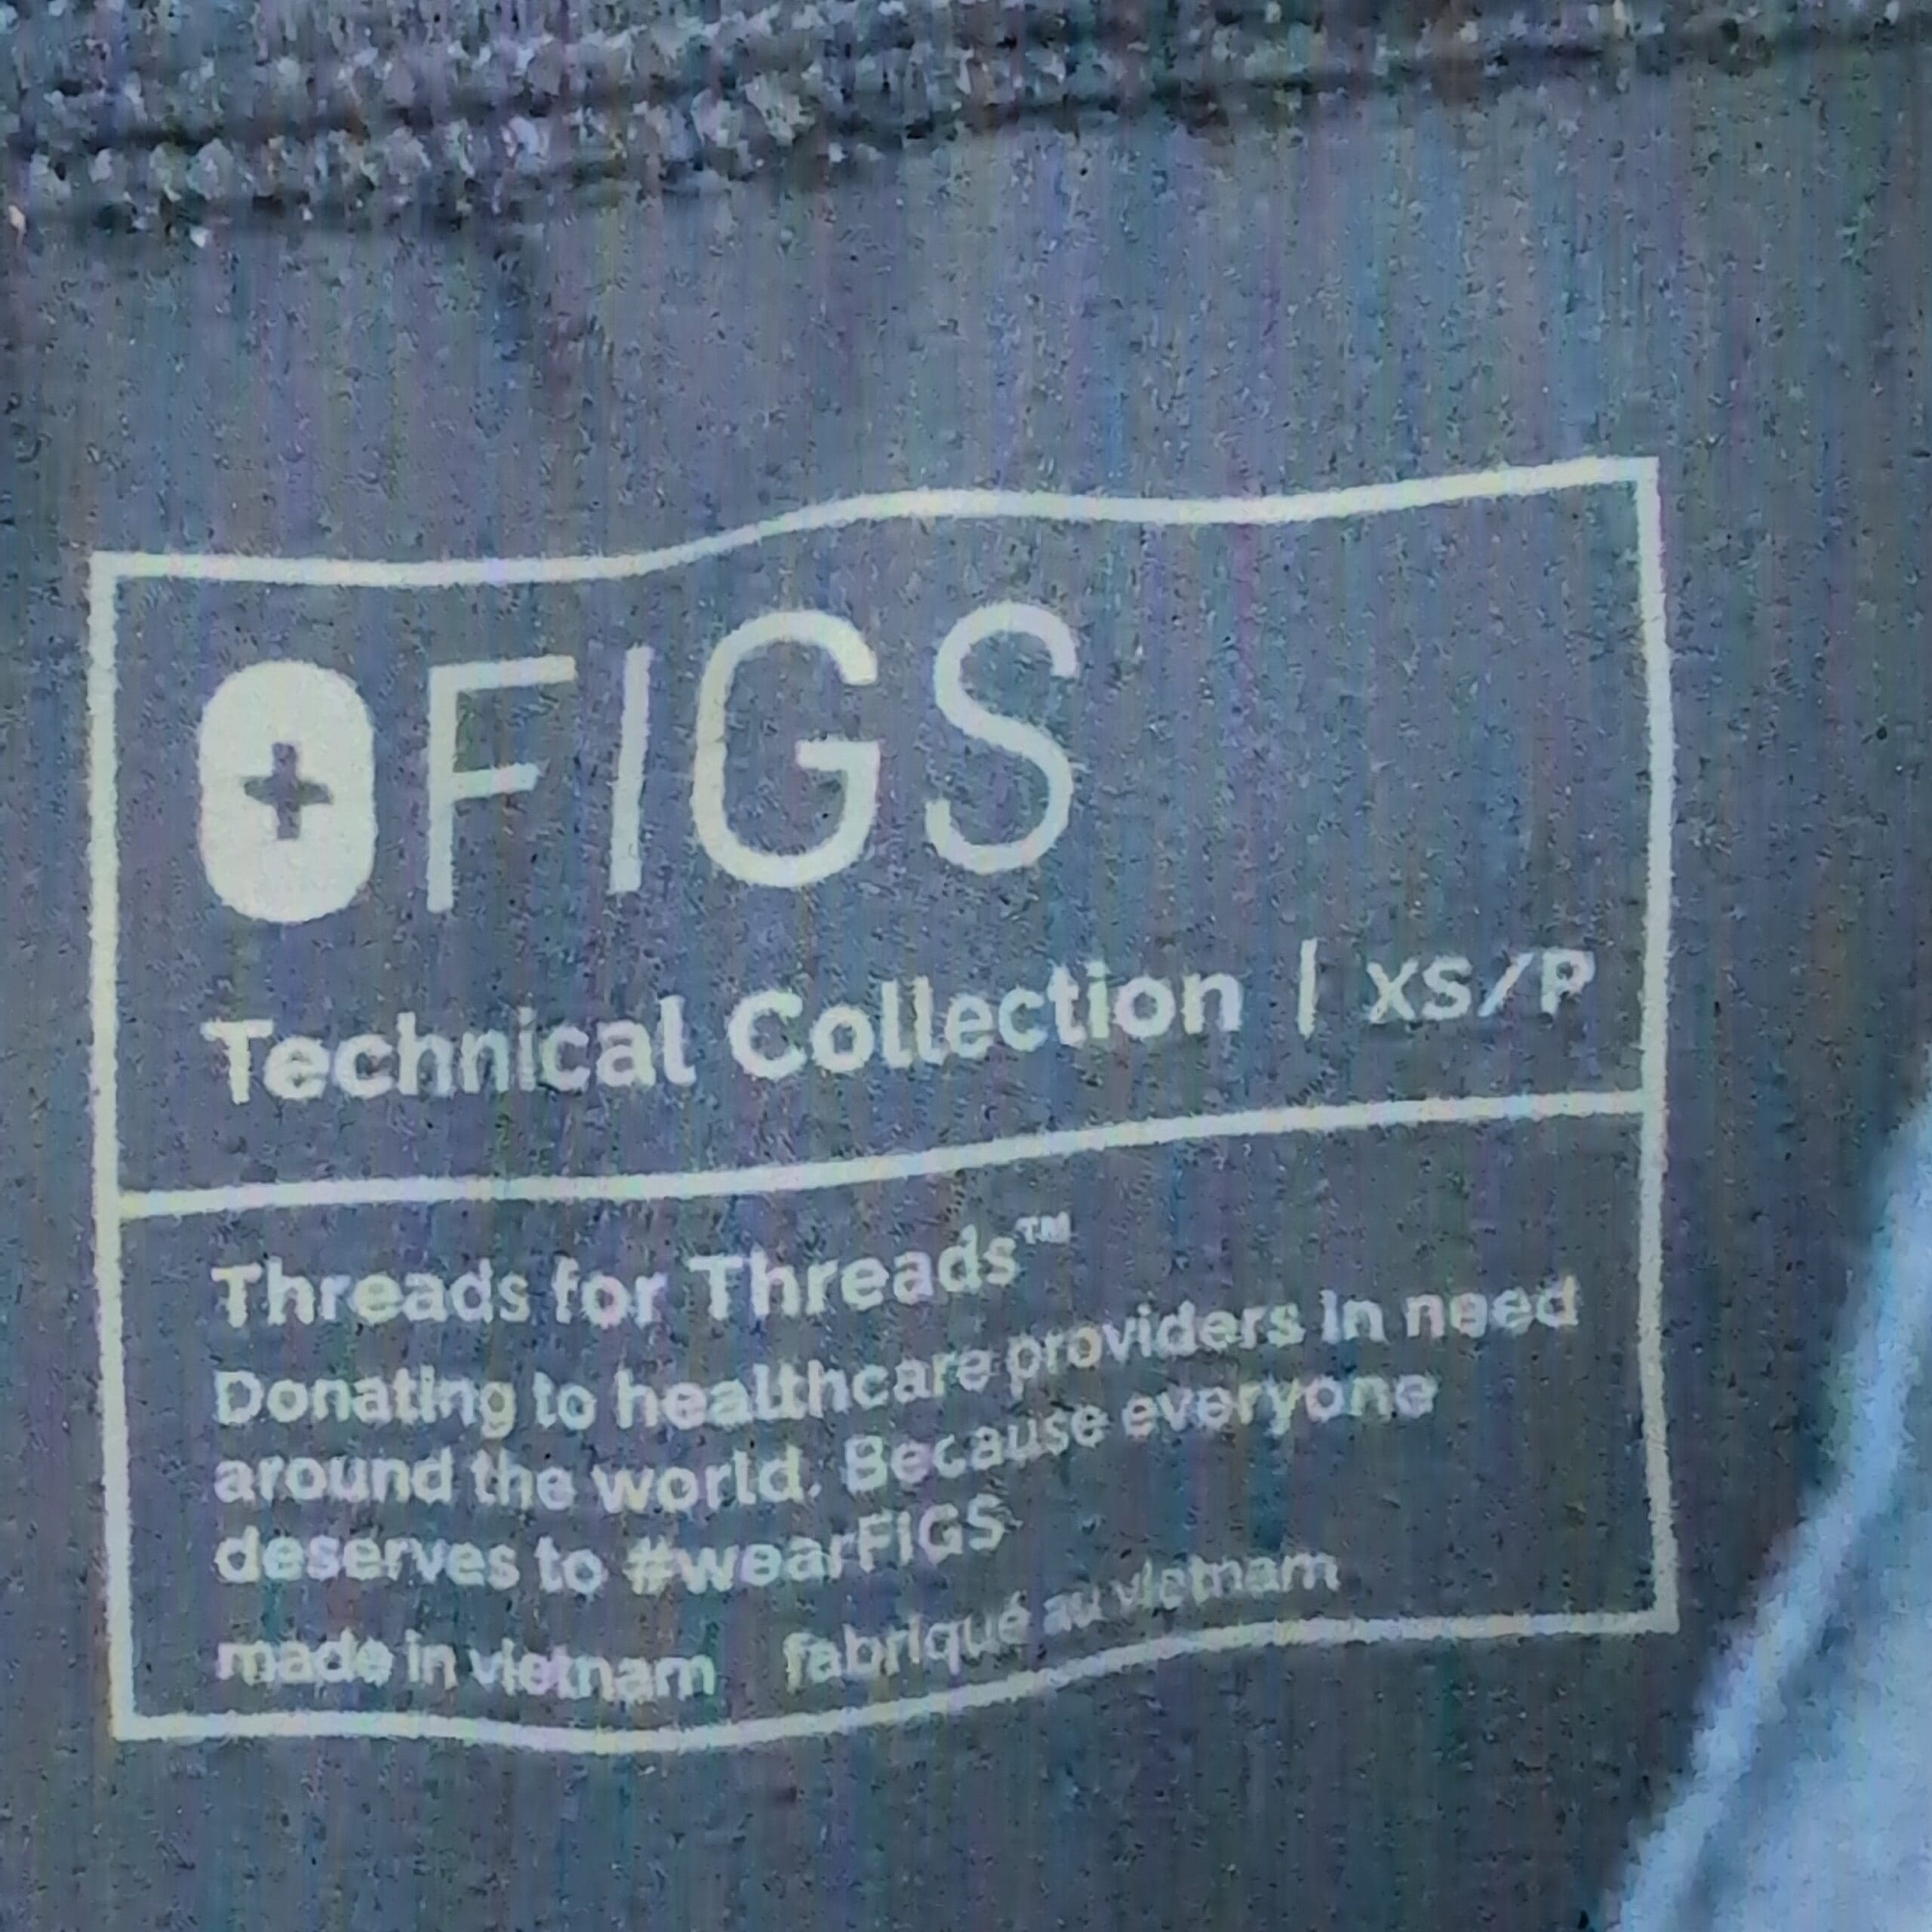 FIGS
Technical Collection | XS/P
Threads for Threads™
Donating to healthcare providers in need
around the world. Because everyone
deserves to #wearFIGS
made in vietnam fabriqué au vietnam